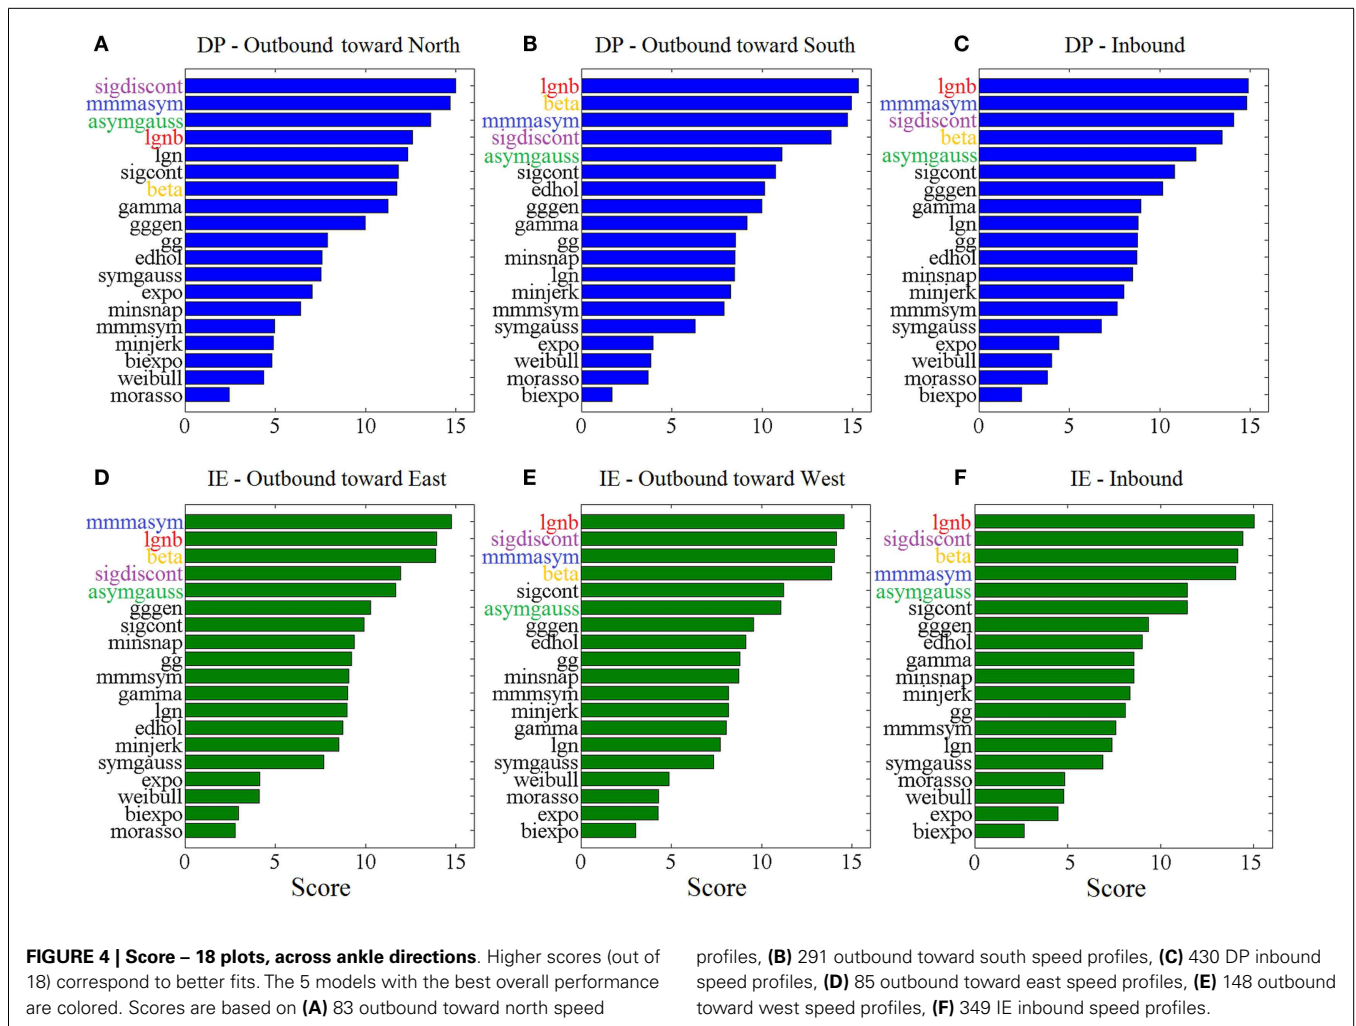 A DP - Outbound toward North
sigdiscont
mmmasym
asymgauss
lgnb
lgn
sigcont
beta
gamma
gggen
gg
edhol
symgauss
expo
minsnap
mmmsym
minjerk
biexpo
weibull
morasso
0 5 10 15
B DP - Outbound toward South
lgnb
beta
mmmasym
sigdiscont
asymgauss
sigcont
edhol
gggen
gamma
gg
minsnap
lgn
minjerk
mmmsym
symgauss
expo
weibull
morasso
biexpo
0 5 10 15
C DP - Inbound
lgnb
mmmasym
sigdiscont
beta
asymgauss
sigcont
gggen
gamma
lgn
gg
edhol
minsnap
minjerk
mmmsym
symgauss
expo
weibull
morasso
biexpo
0 5 10 15
D IE - Outbound toward East
mmmasym
lgnb
beta
sigdiscont
asymgauss
gggen
sigcont
minsnap
gg
mmmsym
gamma
lgn
edhol
minjerk
symgauss
expo
weibull
biexpo
morasso
0 5 10 15
Score
E IE - Outbound toward West
lgnb
sigdiscont
mmmasym
beta
sigcont
asymgauss
gggen
edhol
gg
minsnap
mmmsym
minjerk
gamma
lgn
symgauss
weibull
morasso
expo
biexpo
0 5 10 15
Score
F IE - Inbound
lgnb
sigdiscont
beta
mmmasym
asymgauss
sigcont
gggen
edhol
gamma
minsnap
minjerk
gg
mmmsym
lgn
symgauss
morasso
weibull
expo
biexpo
0 5 10 15
Score
FIGURE 4 | Score – 18 plots, across ankle directions. Higher scores (out of
18) correspond to better fits. The 5 models with the best overall performance
are colored. Scores are based on (A) 83 outbound toward north speed
profiles, (B) 291 outbound toward south speed profiles, (C) 430 DP inbound
speed profiles, (D) 85 outbound toward east speed profiles, (E) 148 outbound
toward west speed profiles, (F) 349 IE inbound speed profiles.